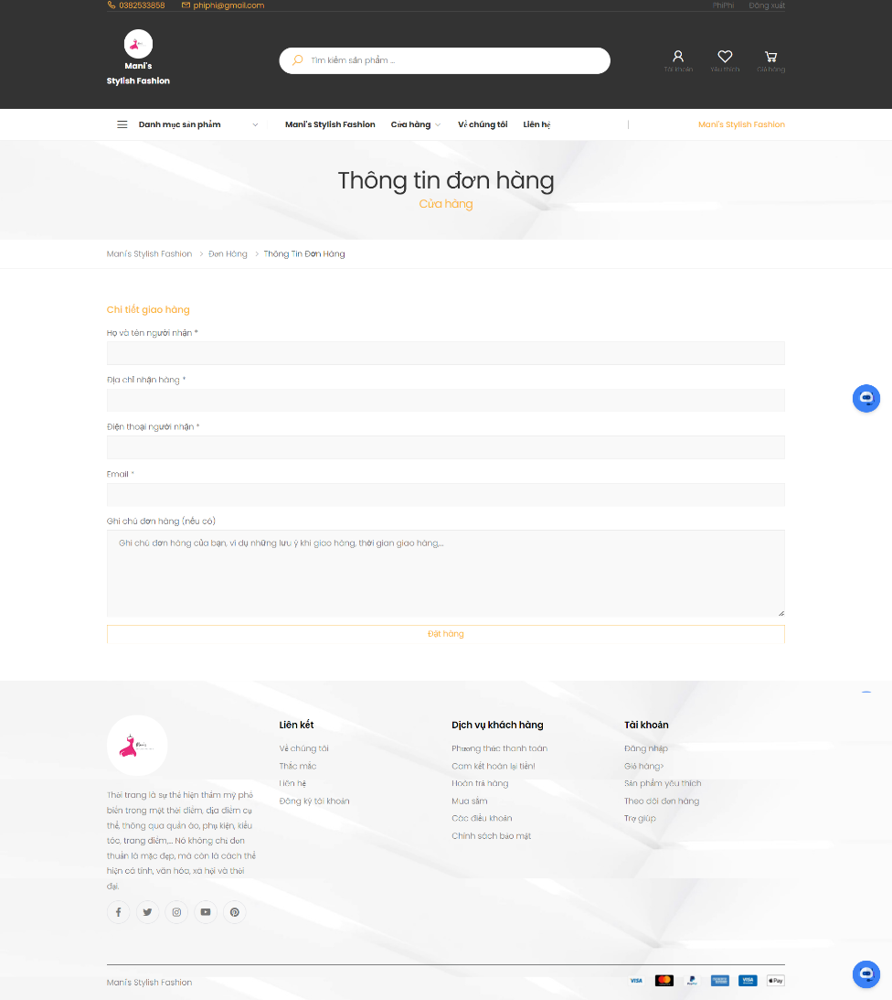 0382533858 phiphi@gmail.com PhiPhi Đăng xuất
Mani's
Stylish Fashion
Tìm kiếm sản phẩm ...
Tài khoản Yêu thích Giỏ hàng
Danh mục sản phẩm Mani's Stylish Fashion Cửa hàng Về chúng tôi Liên hệ Mani's Stylish Fashion
Thông tin đơn hàng
Cửa hàng
Mani's Stylish Fashion > Đơn Hàng > Thông Tin Đơn Hàng
Chi tiết giao hàng
Họ và tên người nhận *
Địa chỉ nhận hàng *
Điện thoại người nhận *
Email *
Ghi chú đơn hàng (nếu có)
Ghi chú đơn hàng của bạn, ví dụ những lưu ý khi giao hàng, thời gian giao hàng,...
Đặt hàng
Thời trang là sự thể hiện thẩm mỹ phổ
biến trong một thời điểm, địa điểm cụ
thể, thông qua quần áo, phụ kiện, kiểu
tóc, trang điểm,... Nó không chỉ đơn
thuần là mặc đẹp, mà còn là cách thể
hiện cá tính, văn hóa, xã hội và thời
đại.
Liên kết
Về chúng tôi
Thắc mắc
Liên hệ
Đăng ký tài khoản
Dịch vụ khách hàng
Phương thức thanh toán
Cam kết hoàn lại tiền!
Hoàn trả hàng
Mua sắm
Các điều khoản
Chính sách bảo mật
Tài khoản
Đăng nhập
Giỏ hàng>
Sản phẩm yêu thích
Theo dõi đơn hàng
Trợ giúp
Mani's Stylish Fashion VISA VISA Pay